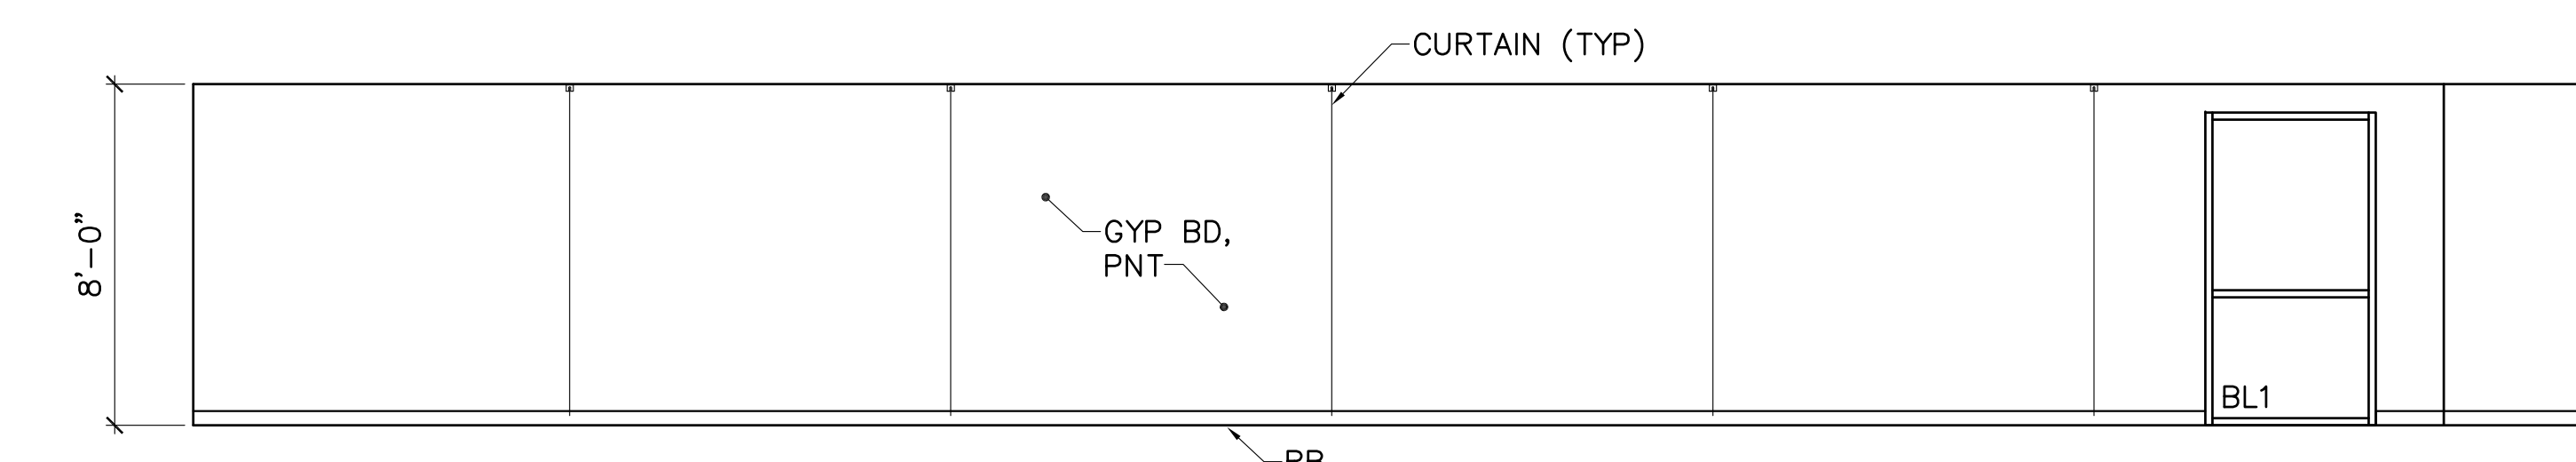 CURTAIN (TYP)
8'-0"
GYP BD,
PNT
BL1